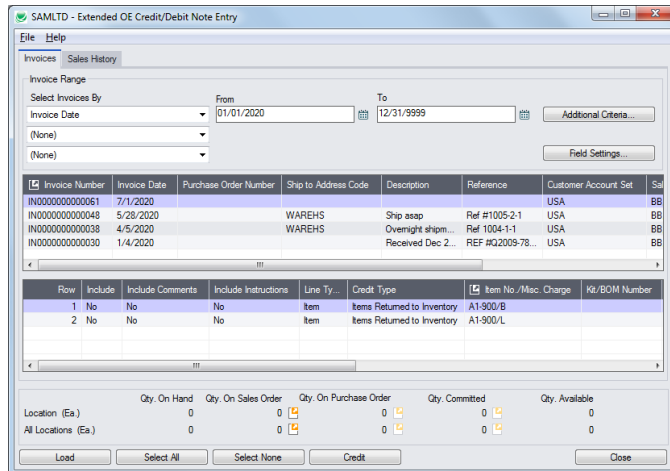 SAMLTD - Extended OE Credit/Debit Note Entry
File Help
Invoices Sales History
Invoice Range
Select Invoices By From To
Invoice Date 01/01/2020 12/31/9999 Additional Criteria...
(None)
(None) Field Settings...
Invoice Number Invoice Date Purchase Order Number Ship to Address Code Description Reference Customer Account Set Sal
IN0000000000061 7/1/2020 USA BB
IN0000000000048 5/28/2020 WAREHS Ship asap Ref #1005-2-1 USA BB
IN0000000000038 4/5/2020 WAREHS Overnight shipm... Ref 1004-1-1 USA BB
IN0000000000030 1/4/2020 Received Dec 2... REF #Q2009-78... USA BB
Row Include Include Comments Include Instructions Line Ty... Credit Type Item No./Misc. Charge Kit/BOM Number
1 No No No Item Items Returned to Inventory A1-900/B
2 No No No Item Items Returned to Inventory A1-900/L
Qty. On Hand Qty. On Sales Order Qty. On Purchase Order Qty. Committed Qty. Available
Location (Ea.) 0 0 0 0 0
All Locations (Ea.) 0 0 0 0 0
Load Select All Select None Credit Close